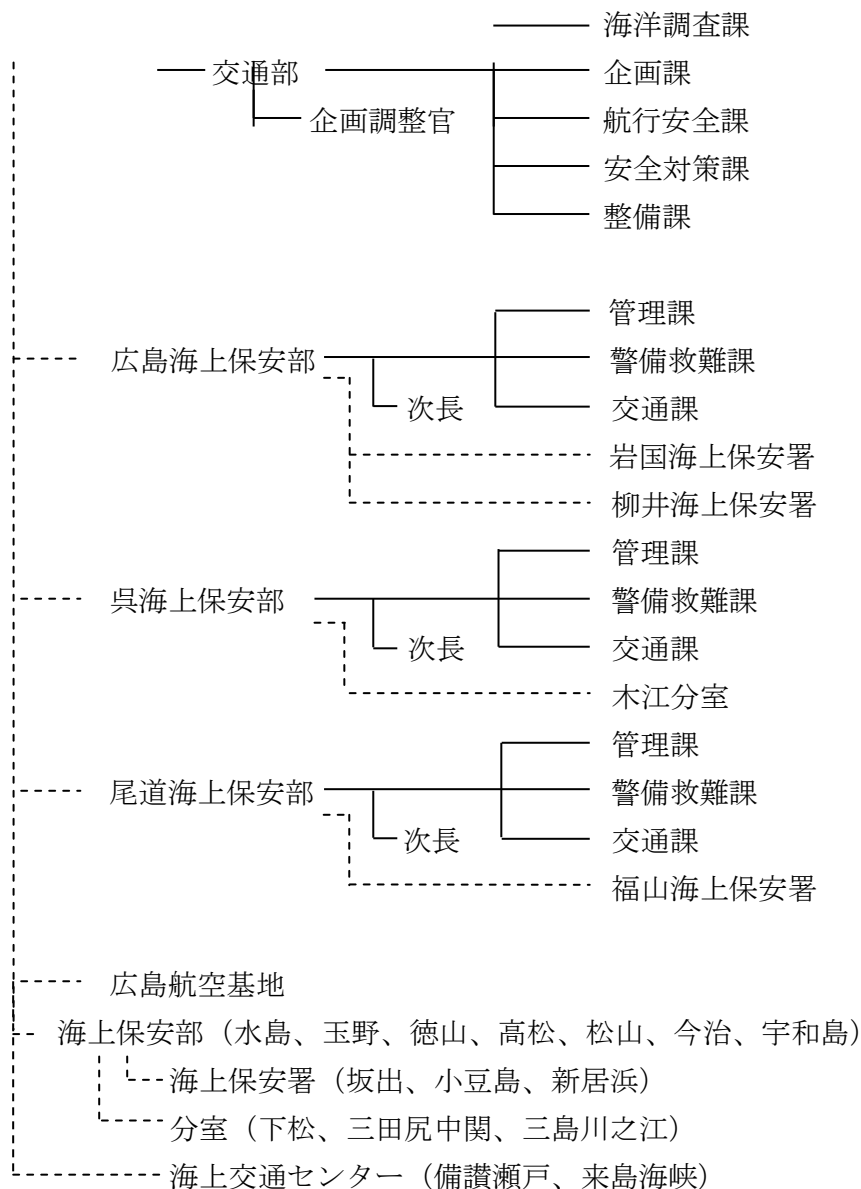 海洋調査課
交通部 企画課
企画調整官 航行安全課
安全対策課
整備課
管理課
広島海上保安部 警備救難課
次長 交通課
岩国海上保安署
柳井海上保安署
管理課
呉海上保安部 警備救難課
次長 交通課
木江分室
管理課
尾道海上保安部 警備救難課
次長 交通課
福山海上保安署
広島航空基地
海上保安部（水島、玉野、徳山、高松、松山、今治、宇和島）
海上保安署（坂出、小豆島、新居浜）
分室（下松、三田尻中関、三島川之江）
海上交通センター（備讃瀬戸、来島海峡）